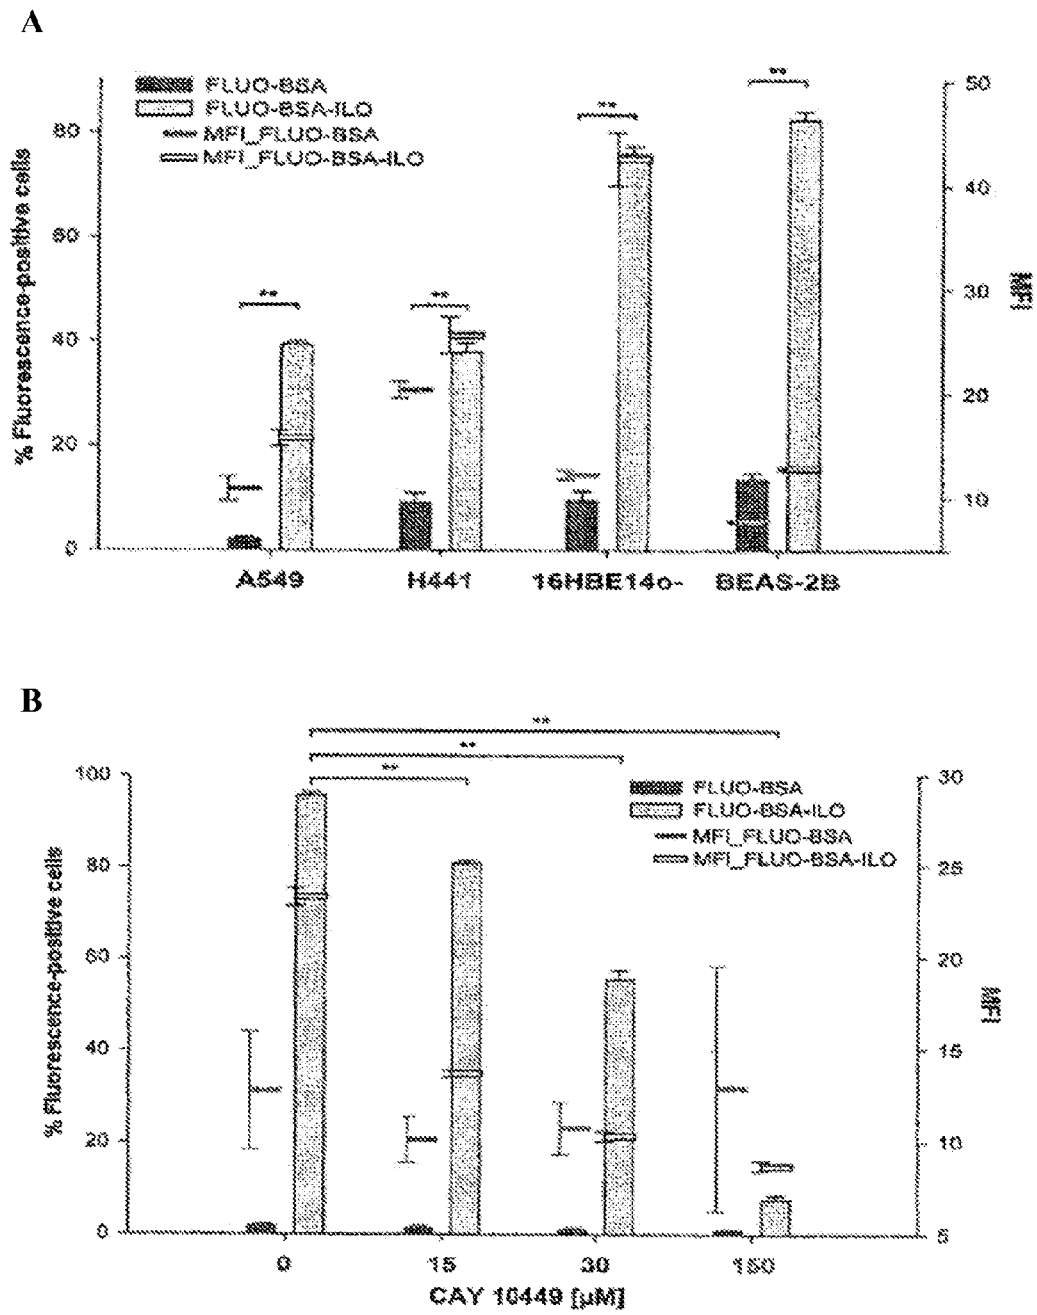 A
FLUO-BSA
FLUO-BSA-ILO
MFI_FLUO-BSA
MFI_FLUO-BSA-ILO
** ** ** **
% Fluorescence-positive cells
80
60
40
20
0
50
40
30
20
10
MFI
A549 H441 16HBE14o- BEAS-2B
B
**
**
**
FLUO-BSA
FLUO-BSA-ILO
MFI_FLUO-BSA
MFI_FLUO-BSA-ILO
% Fluorescence-positive cells
100
80
60
40
20
0
30
25
20
15
10
5
MFI
0 15 30 150
CAY 10449 [µM]